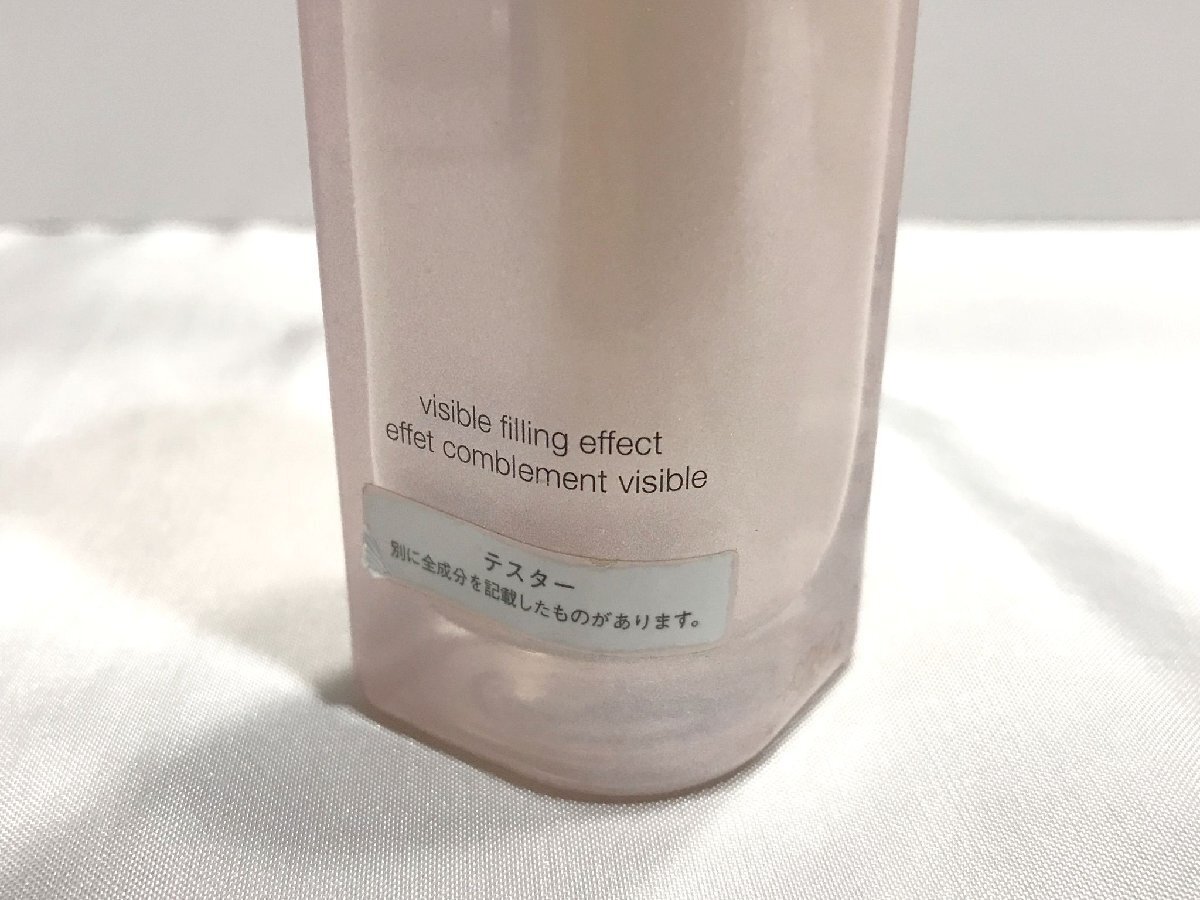 visible filling effect
effet comblement visible
テスター
別に全成分を記載したものがあります。